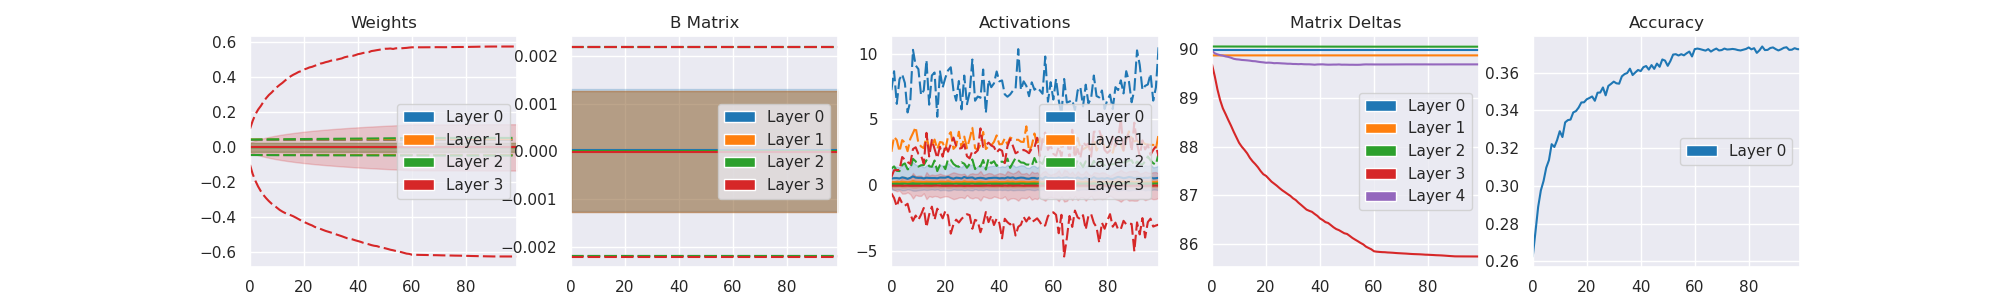 Weights
0.6
0.4
0.2
0.0
−0.2
−0.4
−0.6
0 20 40 60 80
Layer 0
Layer 1
Layer 2
Layer 3
B Matrix
0.002
0.001
0.000
−0.001
−0.002
0 20 40 60 80
Layer 0
Layer 1
Layer 2
Layer 3
Activations
10
5
0
−5
0 20 40 60 80
Layer 0
Layer 1
Layer 2
Layer 3
Matrix Deltas
90
89
88
87
86
0 20 40 60 80
Layer 0
Layer 1
Layer 2
Layer 3
Layer 4
Accuracy
0.36
0.34
0.32
0.30
0.28
0.26
0 20 40 60 80
Layer 0